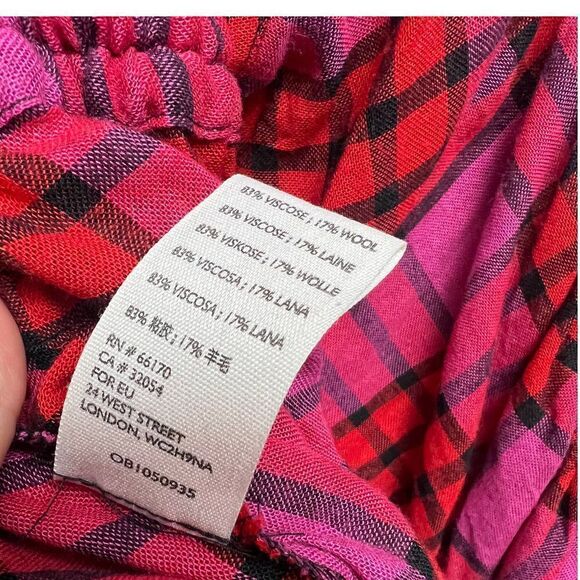 83% VISCOSE ; 17% WOOL
83% VISCOSE ; 17% LAINE
83% VISKOSE ; 17% WOLLE
83% VISCOSA ; 17% LANA
83% VISCOSA ; 17% LANA
83% 粘胶 ; 17% 羊毛
RN # 66170
CA # 32054
FOR EU
24 WEST STREET
LONDON, WC2H9NA
OB1050935